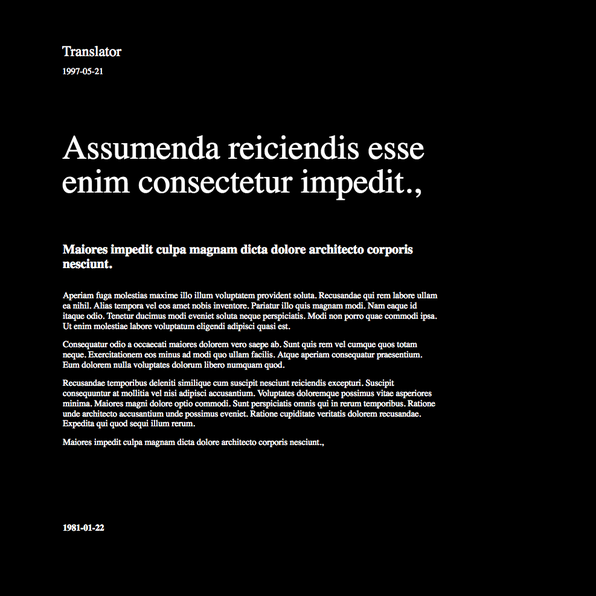 Translator
1997-05-21
Assumenda reiciendis esse
enim consectetur impedit.,
Maiores impedit culpa magnam dicta dolore architecto corporis
nesciunt.
Aperiam fuga molestias maxime illo illum voluptatem provident soluta. Recusandae qui rem labore ullam
ea nihil. Alias tempora vel eos amet nobis inventore. Pariatur illo quis magnam modi. Nam eaque id
itaque odio. Tenetur ducimus modi eveniet soluta neque perspiciatis. Modi non porro quae commodi ipsa.
Ut enim molestiae labore voluptatum eligendi adipisci quasi est.
Consequatur odio a occaecati maiores dolorem vero saepe ab. Sunt quis rem vel cumque quos totam
neque. Exercitationem eos minus ad modi quo ullam facilis. Atque aperiam consequatur praesentium.
Eum dolorem nulla voluptates dolorum libero numquam quod.
Recusandae temporibus deleniti similique cum suscipit nesciunt reiciendis excepturi. Suscipit
consequuntur at mollitia vel nisi adipisci accusantium. Voluptates doloremque possimus vitae asperiores
minima. Maiores magni dolore optio commodi. Sunt perspiciatis omnis qui in rerum temporibus. Ratione
unde architecto accusantium unde possimus eveniet. Ratione cupiditate veritatis dolorem recusandae.
Expedita qui quod sequi illum rerum.
Maiores impedit culpa magnam dicta dolore architecto corporis nesciunt.,
1981-01-22